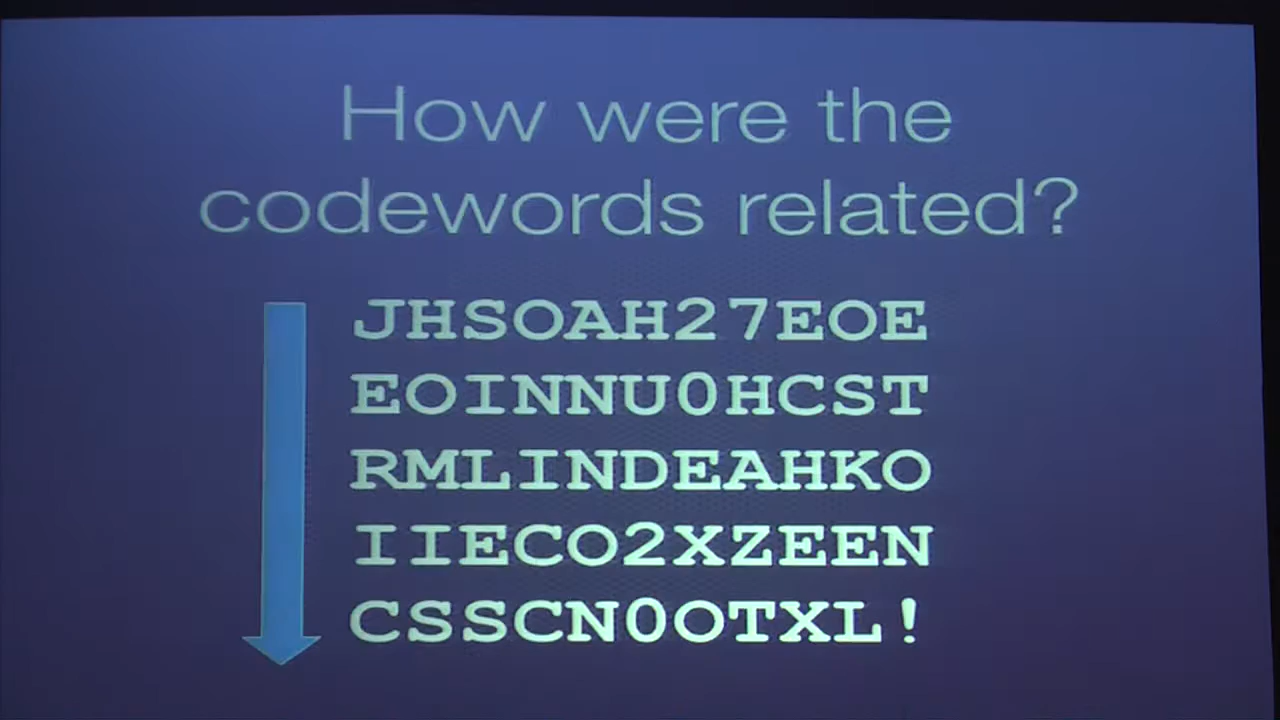 How were the
codewords related?
JHSOAH27EOE
EOINNU0HCST
RMLINDEAHKO
IIECO2XZEEN
CSSCN0OTXL!